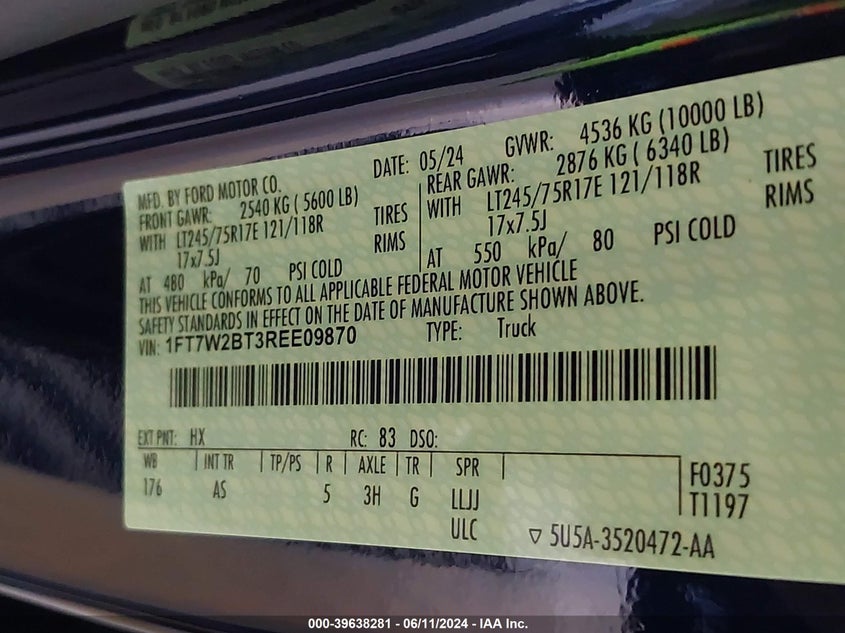 MFD. BY FORD MOTOR CO.
DATE: 05/24 GVWR: 4536 KG (10000 LB)
FRONT GAWR: 2540 KG ( 5600 LB)
REAR GAWR: 2876 KG ( 6340 LB)
WITH LT245/75R17E 121/118R TIRES
WITH LT245/75R17E 121/118R TIRES
17x7.5J RIMS
17x7.5J RIMS
AT 480 kPa/ 70 PSI COLD
AT 550 kPa/ 80 PSI COLD
THIS VEHICLE CONFORMS TO ALL APPLICABLE FEDERAL MOTOR VEHICLE
SAFETY STANDARDS IN EFFECT ON THE DATE OF MANUFACTURE SHOWN ABOVE.
VIN: 1FT7W2BT3REE09870 TYPE: Truck
EXT PNT: HX RC: 83 DSO:
WB INT TR TP/PS R AXLE TR SPR
176 AS 5 3H G LLJJ
ULC
F0375
T1197
5U5A-3520472-AA
000-39638281 - 06/11/2024 - IAA Inc.